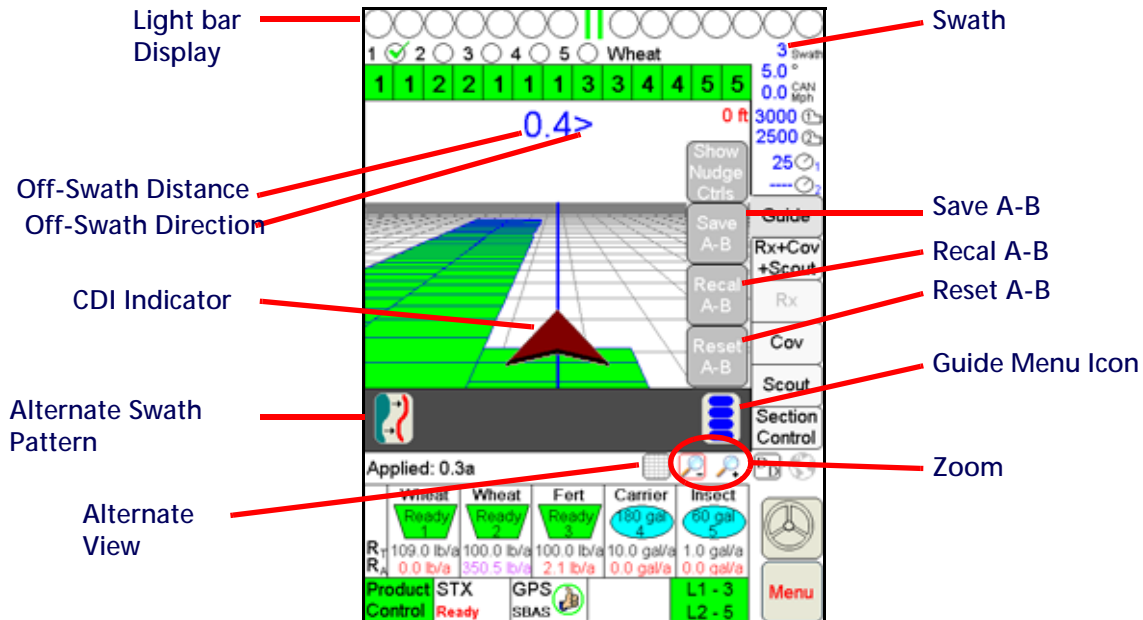 Light bar
Display
Swath
1 2 3 4 5 Wheat
3 Swath
5.0 °
0.0 CAN Mph
1 1 2 2 1 1 1 3 3 4 4 5 5
0.4>
0 ft
3000 1
2500 2
25 1
---- 2
Show
Nudge
Ctrls
Off-Swath Distance
Off-Swath Direction
Save
A-B
Guide
Save A-B
Rx+Cov
+Scout
Recal A-B
CDI Indicator
Recal
A-B
Rx
Reset A-B
Reset
A-B
Cov
Guide Menu Icon
Scout
Alternate Swath
Pattern
Section
Control
Applied: 0.3a
Zoom
Alternate
View
Wheat Wheat Fert Carrier Insect
Ready Ready Ready 180 gal 60 gal
1 2 3 4 5
RT 109.0 lb/a 100.0 lb/a 100.0 lb/a 10.0 gal/a 1.0 gal/a
RA 0.0 lb/a 350.5 lb/a 2.1 lb/a 0.0 gal/a 0.0 gal/a
Product
Control
STX
Ready
GPS
SBAS
L1 - 3
L2 - 5
Menu